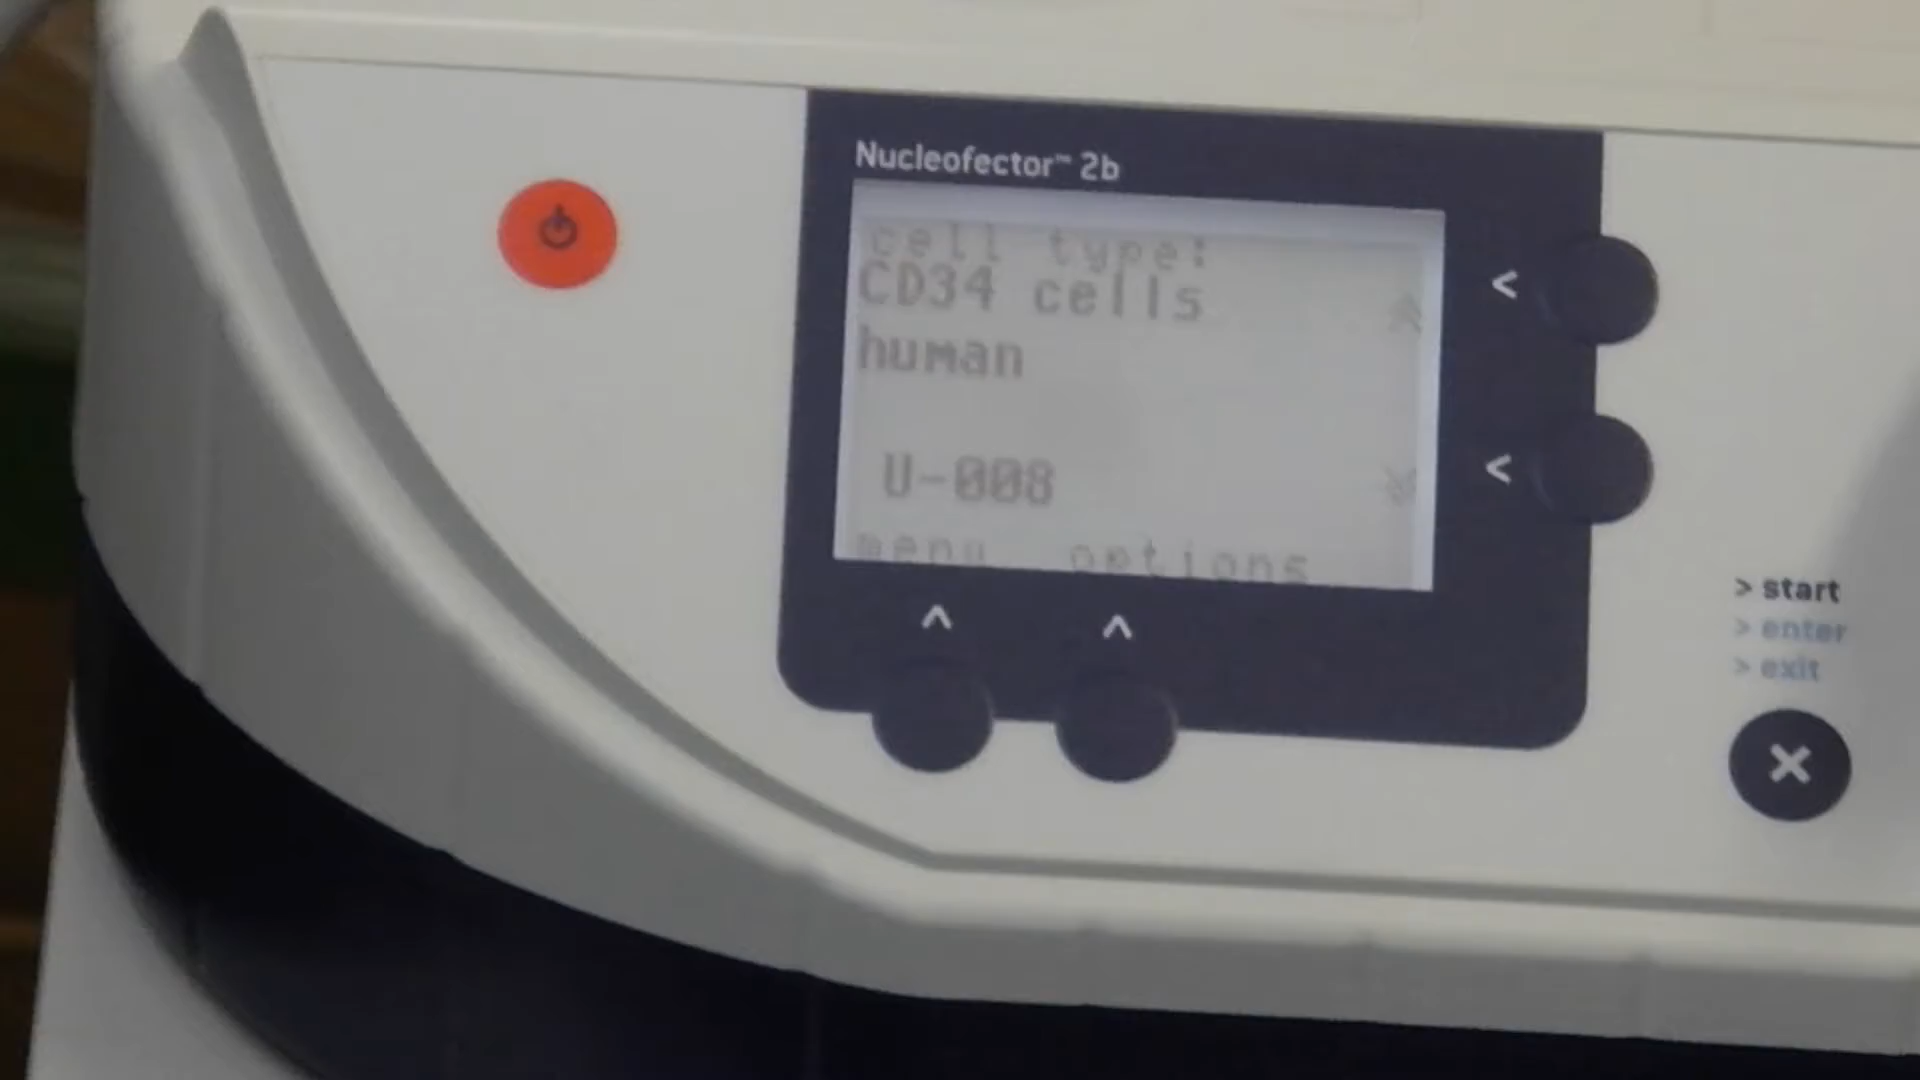 Nucleofector™ 2b
cell type:
CD34 cells
human
U-008
menu options
<
<
^ ^
> start
> enter
> exit